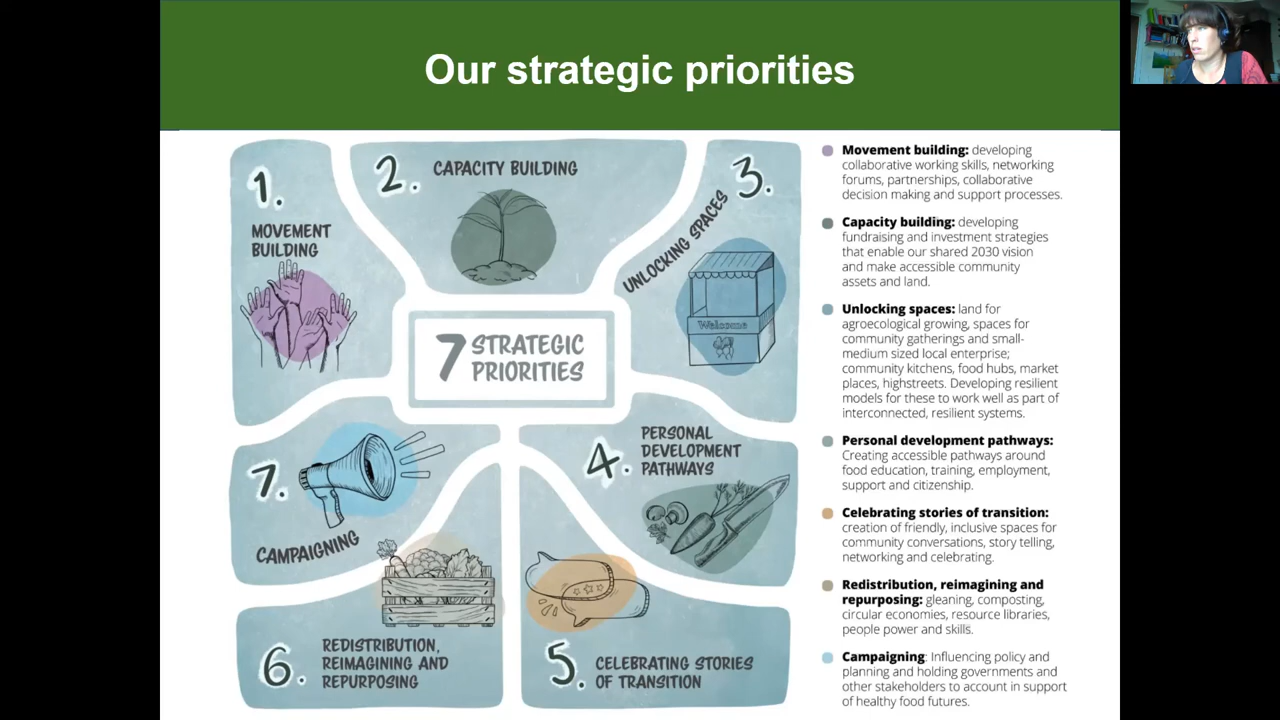 Our strategic priorities
1.
MOVEMENT
BUILDING
2.
CAPACITY BUILDING
3.
UNLOCKING SPACES
Welcome
7 STRATEGIC
PRIORITIES
4.
PERSONAL
DEVELOPMENT
PATHWAYS
7.
CAMPAIGNING
6.
REDISTRIBUTION,
REIMAGINING AND
REPURPOSING
5.
CELEBRATING STORIES
OF TRANSITION
Movement building: developing
collaborative working skills, networking
forums, partnerships, collaborative
decision making and support processes.
Capacity building: developing
fundraising and investment strategies
that enable our shared 2030 vision
and make accessible community
assets and land.
Unlocking spaces: land for
agroecological growing, spaces for
community gatherings and small-
medium sized local enterprise;
community kitchens, food hubs, market
places, highstreets. Developing resilient
models for these to work well as part of
interconnected, resilient systems.
Personal development pathways:
Creating accessible pathways around
food education, training, employment,
support and citizenship.
Celebrating stories of transition:
creation of friendly, inclusive spaces for
community conversations, story telling,
networking and celebrating.
Redistribution, reimagining and
repurposing: gleaning, composting,
circular economies, resource libraries,
people power and skills.
Campaigning: Influencing policy and
planning and holding governments and
other stakeholders to account in support
of healthy food futures.